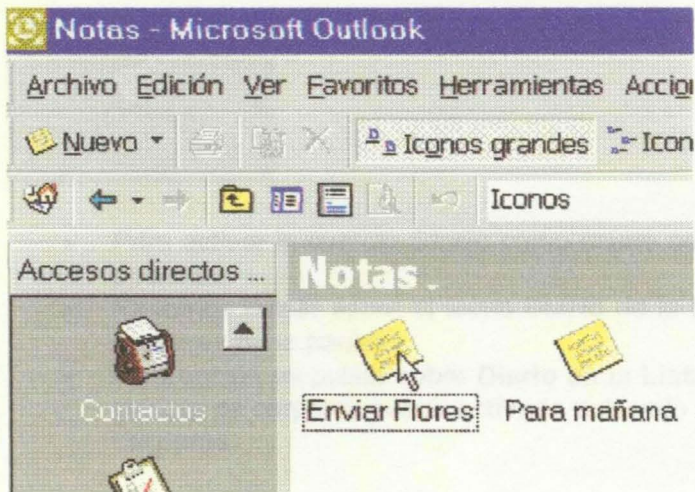 Notas - Microsoft Outlook
Archivo Edición Ver Favoritos Herramientas Accio
Nuevo Iconos grandes Icon
Iconos
Accesos directos ... Notas .
Contactos Enviar Flores Para mañana